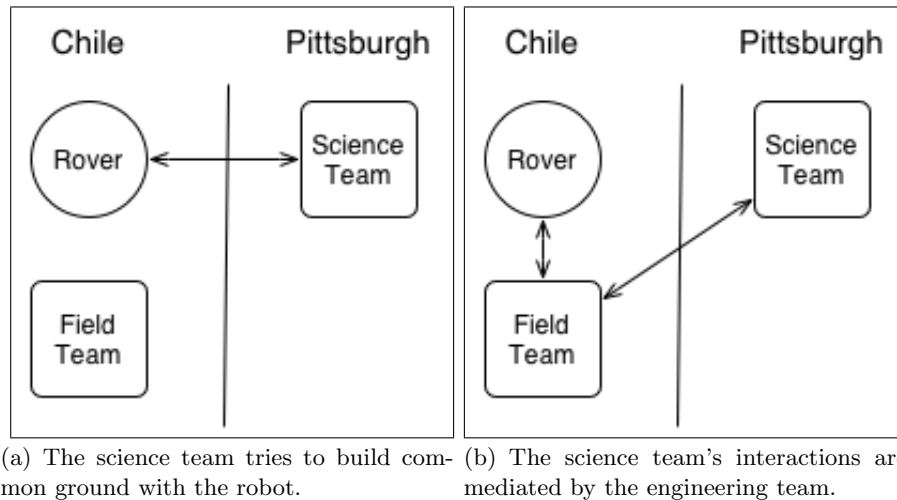 Chile
Pittsburgh
Rover
Science
Team
Field
Team
(a) The science team tries to build com-
mon ground with the robot.
Chile
Pittsburgh
Rover
Science
Team
Field
Team
(b) The science team's interactions ar
mediated by the engineering team.